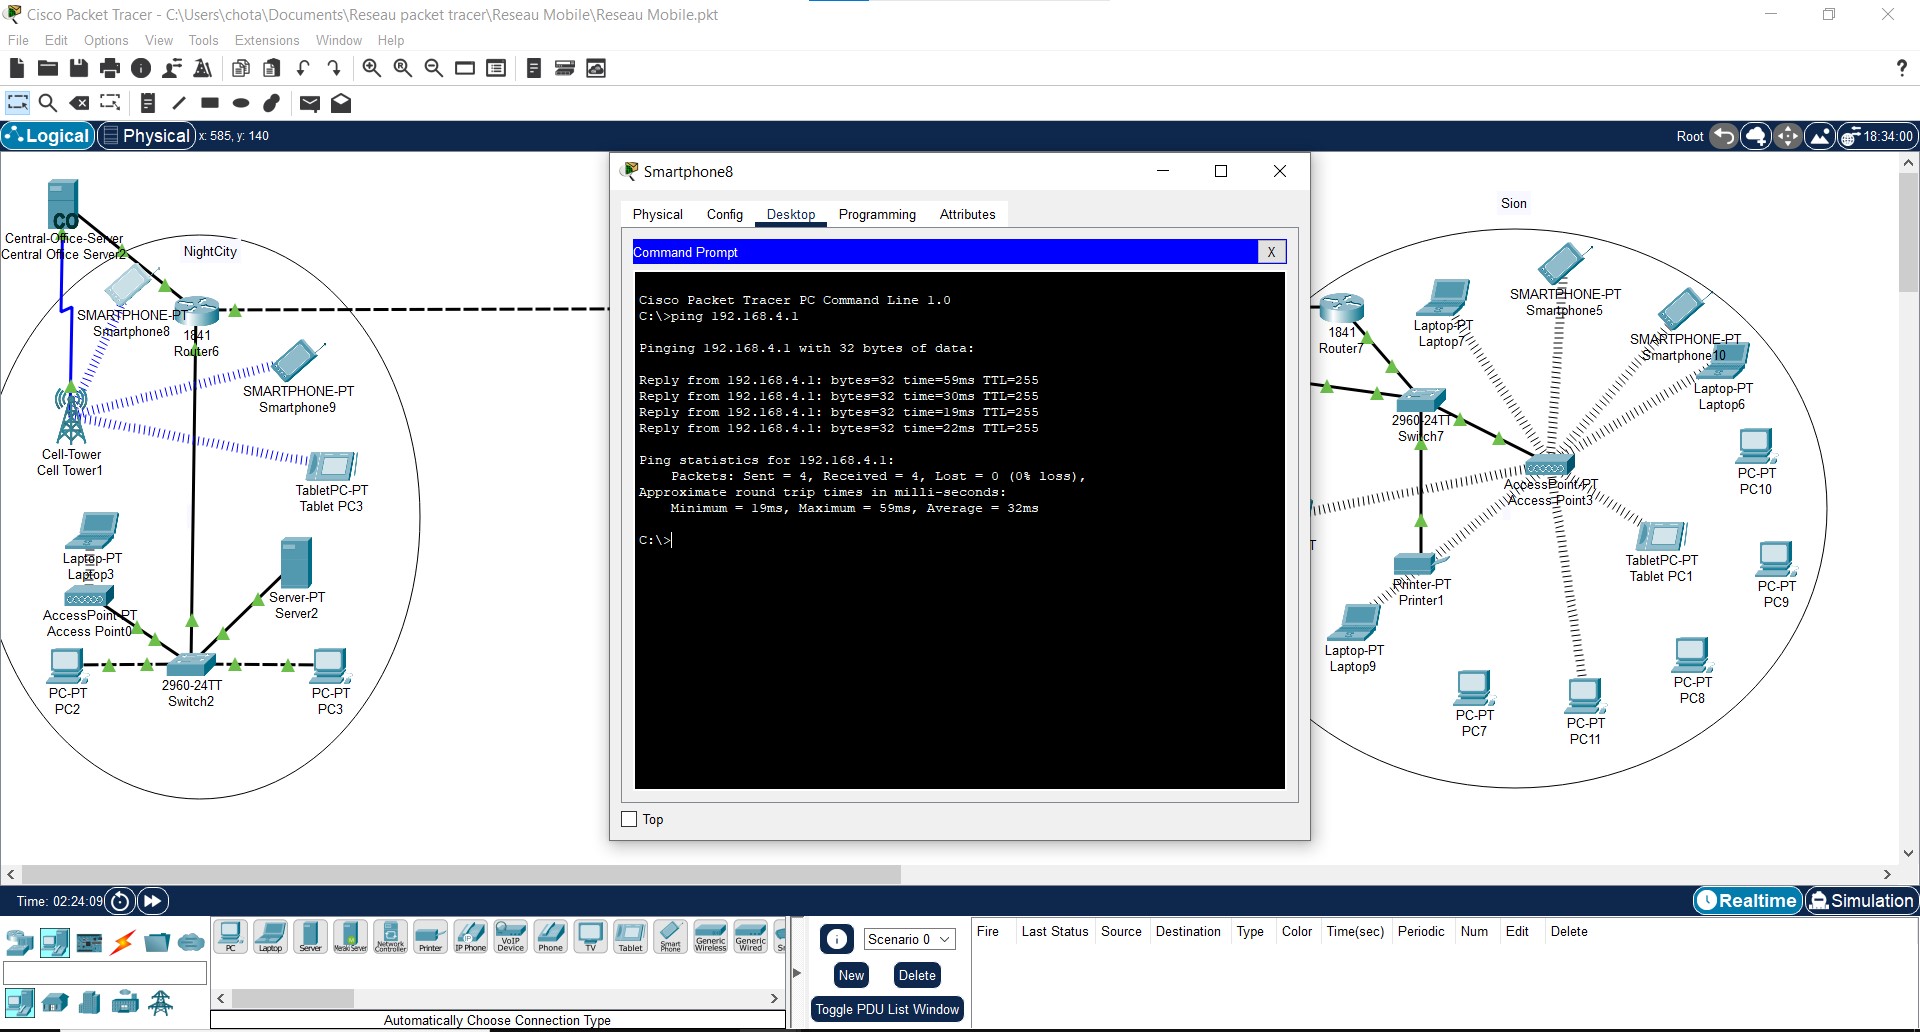 Cisco Packet Tracer - C:\Users\chota\Documents\Reseau packet tracer\Reseau Mobile\Reseau Mobile.pkt
File Edit Options View Tools Extensions Window Help
?
Logical Physical x: 585, y: 140
Root 18:34:00
CO
Central-Office-Server
Central Office Server2
NightCity
SMARTPHONE-PT
Smartphone8
1841
Router6
SMARTPHONE-PT
Smartphone9
Cell-Tower
Cell Tower1
TabletPC-PT
Tablet PC3
Laptop-PT
Laptop3
AccessPoint-PT
Access Point0
Server-PT
Server2
PC-PT
PC2
2960-24TT
Switch2
PC-PT
PC3
Smartphone8
Physical Config Desktop Programming Attributes
Command Prompt X
Cisco Packet Tracer PC Command Line 1.0
C:\>ping 192.168.4.1
Pinging 192.168.4.1 with 32 bytes of data:
Reply from 192.168.4.1: bytes=32 time=59ms TTL=255
Reply from 192.168.4.1: bytes=32 time=30ms TTL=255
Reply from 192.168.4.1: bytes=32 time=19ms TTL=255
Reply from 192.168.4.1: bytes=32 time=22ms TTL=255
Ping statistics for 192.168.4.1:
Packets: Sent = 4, Received = 4, Lost = 0 (0% loss),
Approximate round trip times in milli-seconds:
Minimum = 19ms, Maximum = 59ms, Average = 32ms
C:\>
Top
Sion
1841
Router7
Laptop-PT
Laptop7
SMARTPHONE-PT
Smartphone5
SMARTPHONE-PT
Smartphone10
Laptop-PT
Laptop6
2960-24TT
Switch7
PC-PT
PC10
AccessPoint-PT
Access Point3
T
TabletPC-PT
Tablet PC1
Printer-PT
Printer1
PC-PT
PC9
Laptop-PT
Laptop9
PC-PT
PC8
PC-PT
PC7
PC-PT
PC11
Time: 02:24:09
Realtime Simulation
PC Laptop Server Meraki Server Network Controller Printer IP Phone VoIP Device Phone TV Tablet Smart Phone Generic Wireless Generic Wired
Automatically Choose Connection Type
Scenario 0
New Delete
Toggle PDU List Window
Fire Last Status Source Destination Type Color Time(sec) Periodic Num Edit Delete